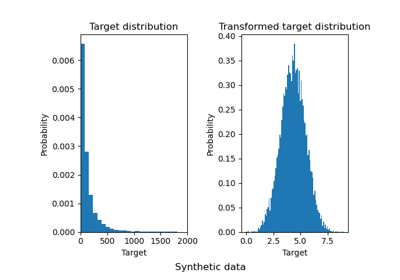 Target distribution
Transformed target distribution
Probability
0.006
0.005
0.004
0.003
0.002
0.001
0.000
0 500 1000 1500 2000
Target
Probability
0.40
0.35
0.30
0.25
0.20
0.15
0.10
0.05
0.00
0.0 2.5 5.0 7.5
Target
Synthetic data